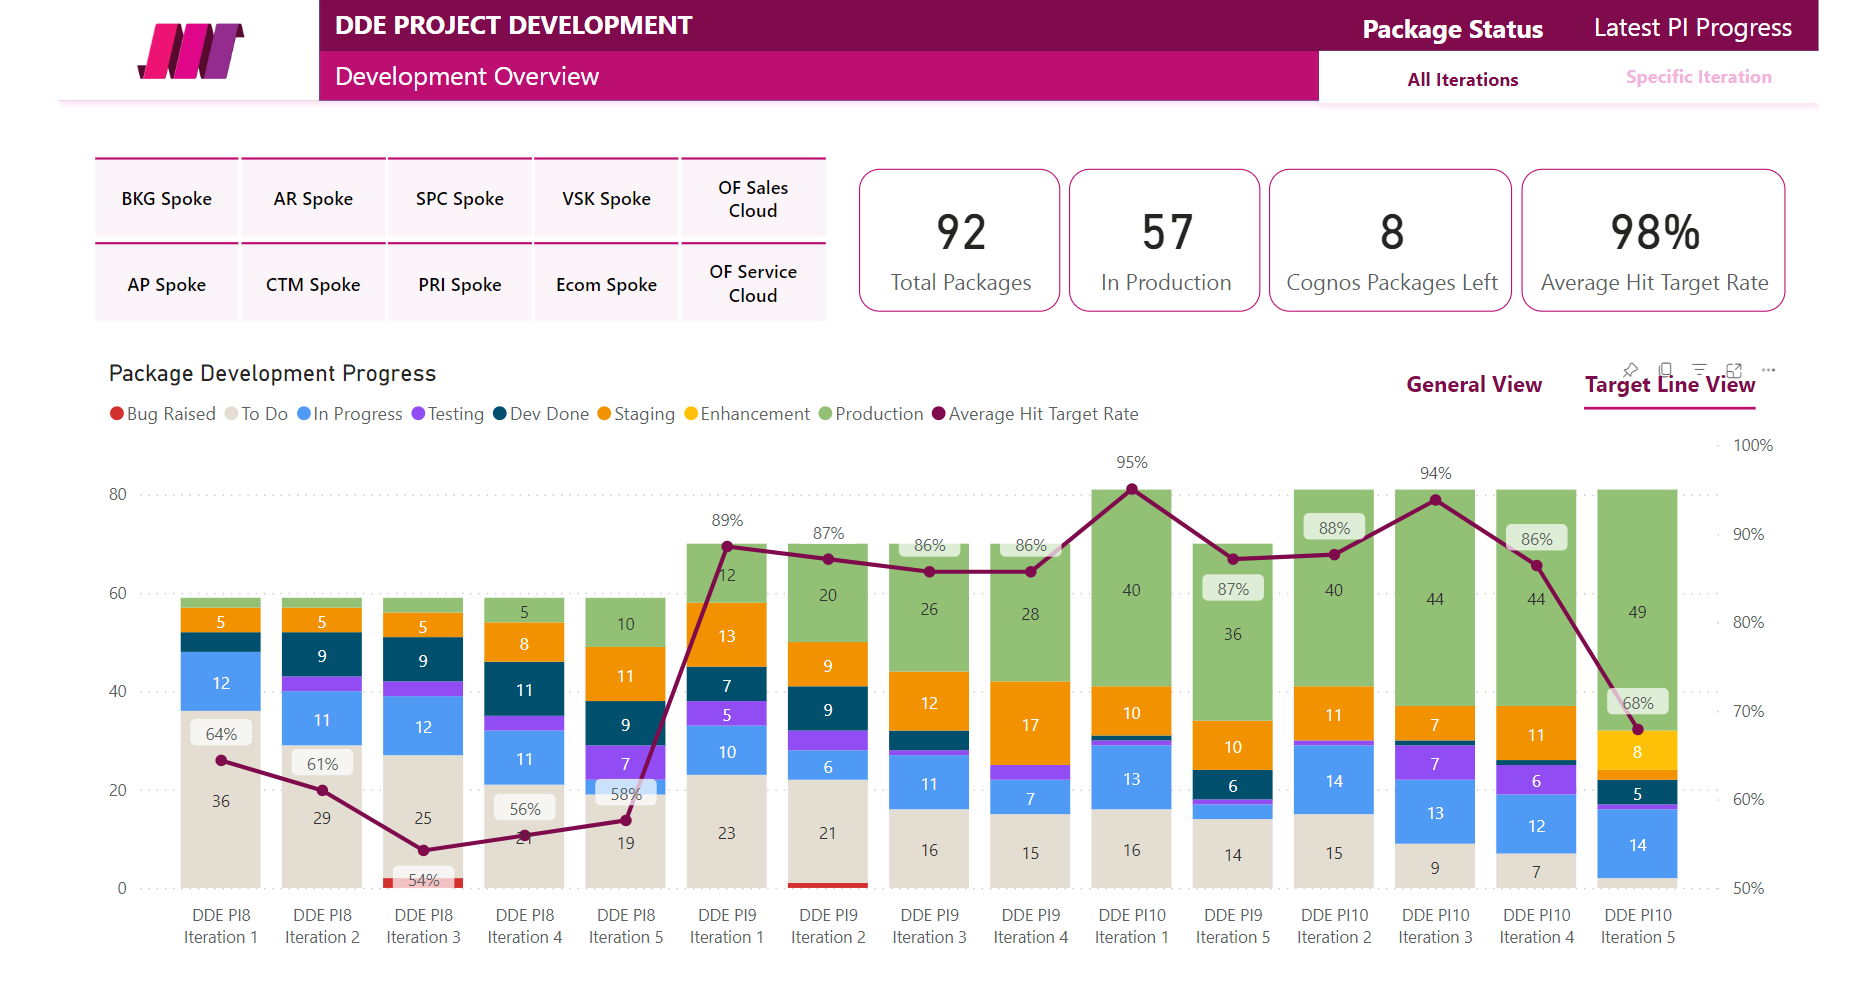 DDE PROJECT DEVELOPMENT
Package Status
Latest PI Progress
Development Overview
All Iterations
Specific Iteration
BKG Spoke
AR Spoke
SPC Spoke
VSK Spoke
OF Sales
Cloud
AP Spoke
CTM Spoke
PRI Spoke
Ecom Spoke
OF Service
Cloud
92
Total Packages
57
In Production
8
Cognos Packages Left
98%
Average Hit Target Rate
Package Development Progress
General View
Target Line View
Bug Raised
To Do
In Progress
Testing
Dev Done
Staging
Enhancement
Production
Average Hit Target Rate
80
60
40
20
0
100%
90%
80%
70%
60%
50%
5
12
64%
36
5
9
11
61%
29
5
9
12
25
54%
5
8
11
11
56%
21
10
11
9
7
58%
19
89%
12
13
7
5
10
23
87%
20
9
9
6
21
86%
26
12
11
16
86%
28
17
7
15
95%
40
10
13
16
87%
36
10
6
14
88%
40
11
14
15
94%
44
7
7
13
9
86%
44
11
6
12
7
49
68%
8
5
14
DDE PI8
Iteration 1
DDE PI8
Iteration 2
DDE PI8
Iteration 3
DDE PI8
Iteration 4
DDE PI8
Iteration 5
DDE PI9
Iteration 1
DDE PI9
Iteration 2
DDE PI9
Iteration 3
DDE PI9
Iteration 4
DDE PI10
Iteration 1
DDE PI9
Iteration 5
DDE PI10
Iteration 2
DDE PI10
Iteration 3
DDE PI10
Iteration 4
DDE PI10
Iteration 5